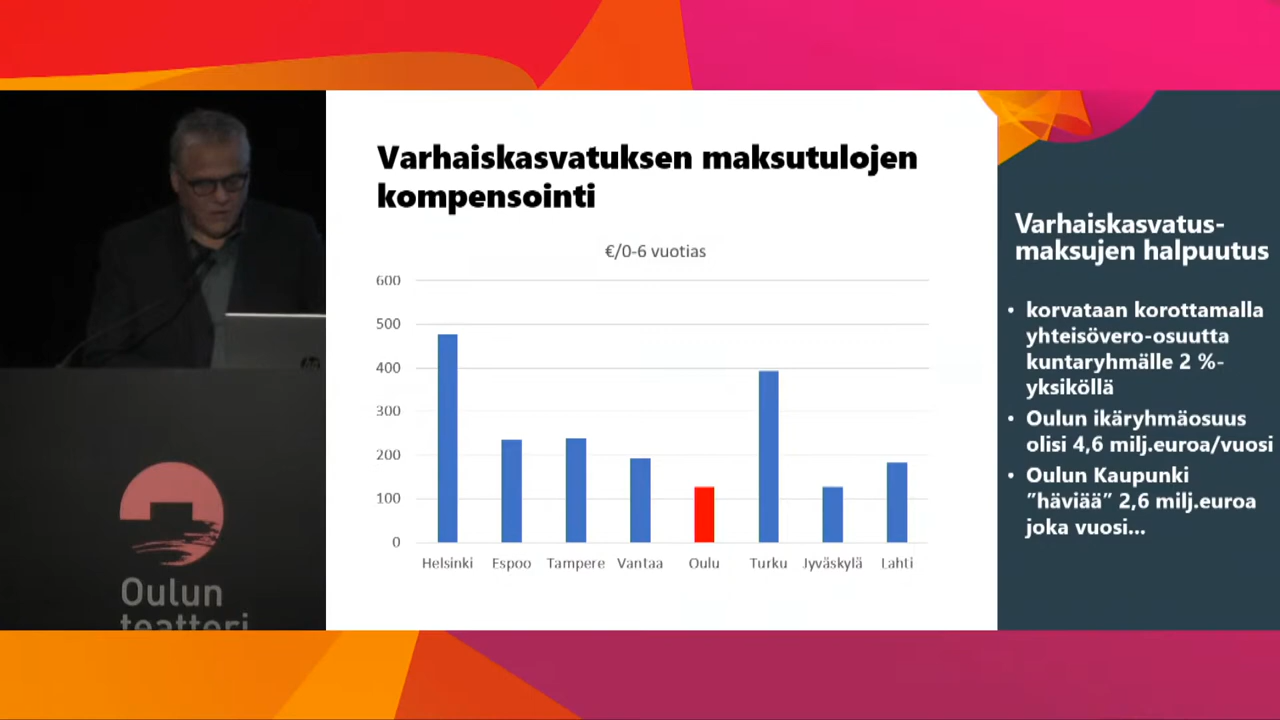 Varhaiskasvatuksen maksutulojen
kompensointi
€/0-6 vuotias
600
500
400
300
200
100
0
Helsinki Espoo Tampere Vantaa Oulu Turku Jyväskylä Lahti
Varhaiskasvatus-
maksujen halpuutus
• korvataan korottamalla
yhteisövero-osuutta
kuntaryhmälle 2 %-
yksiköllä
• Oulun ikäryhmäosuus
olisi 4,6 milj.euroa/vuosi
• Oulun Kaupunki
”häviää” 2,6 milj.euroa
joka vuosi...
Oulun
teatteri